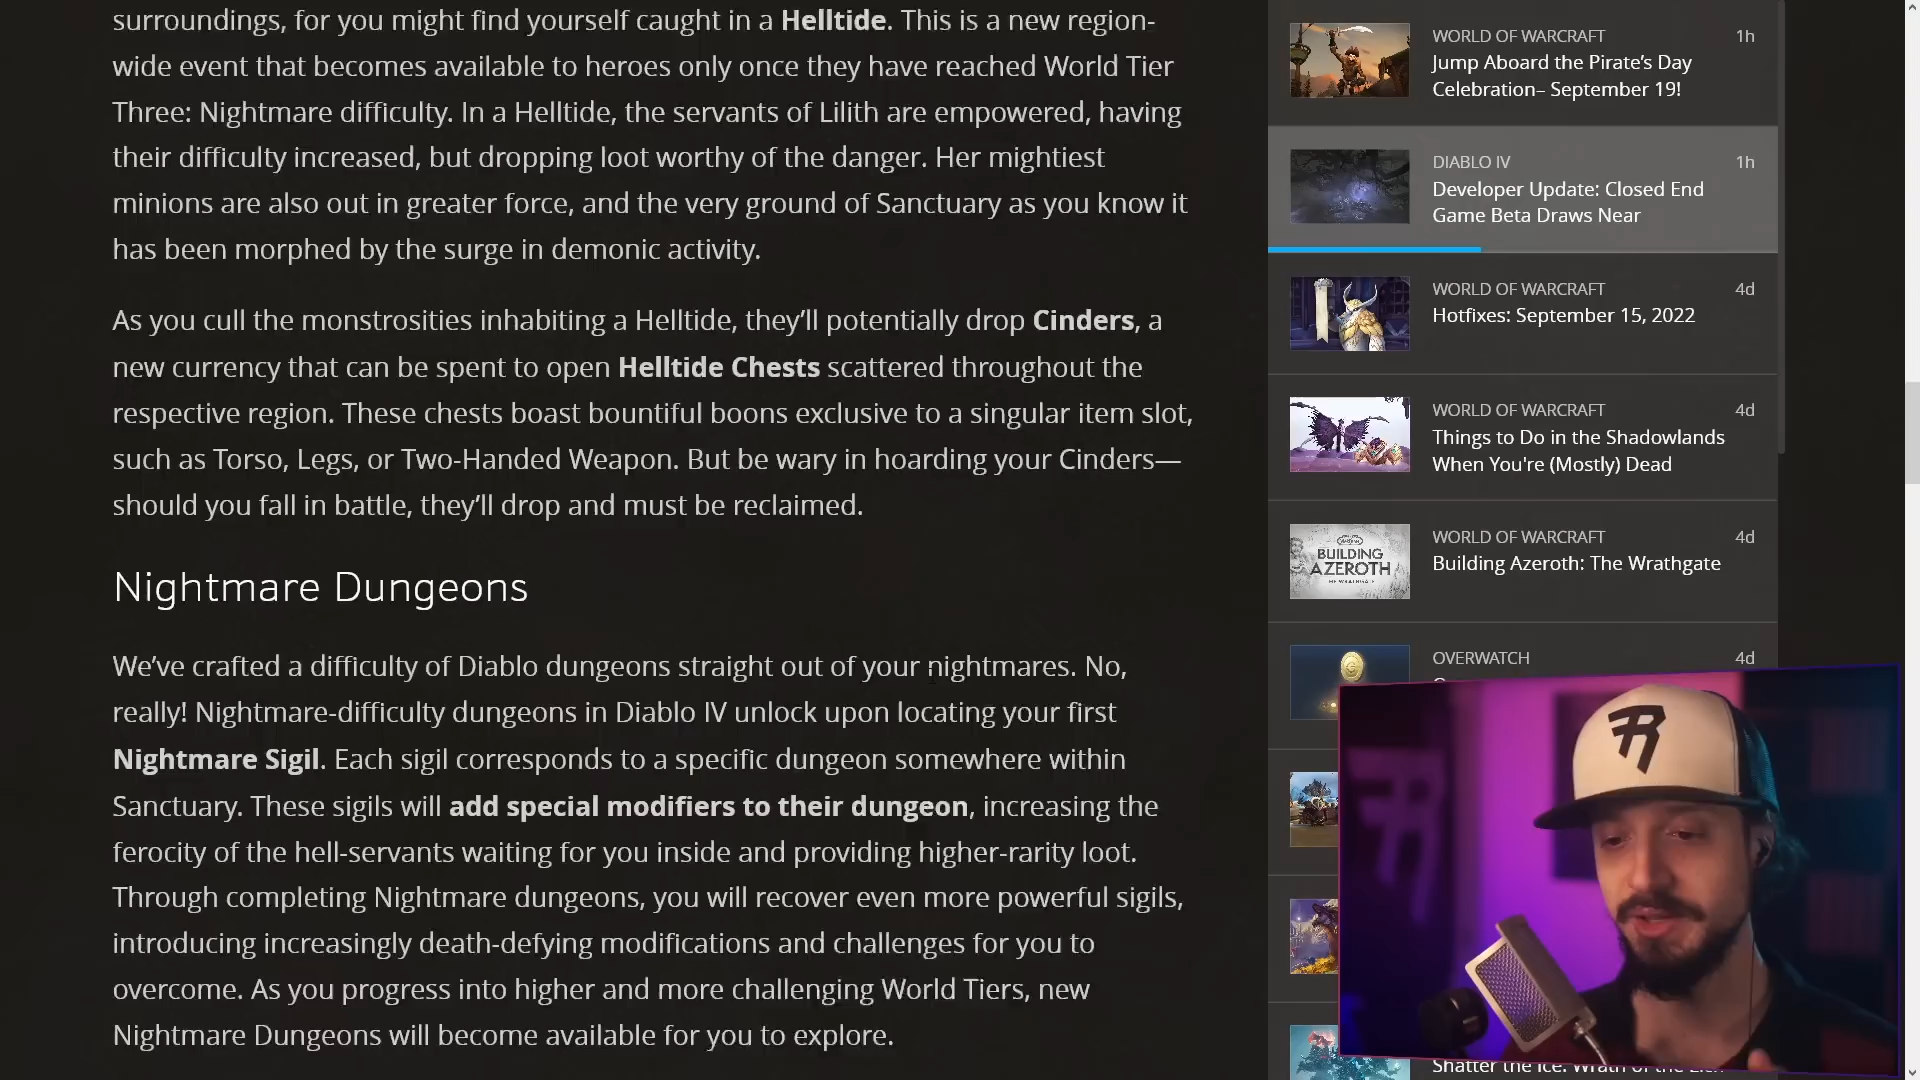 surroundings, for you might find yourself caught in a Helltide. This is a new region-
wide event that becomes available to heroes only once they have reached World Tier
Three: Nightmare difficulty. In a Helltide, the servants of Lilith are empowered, having
their difficulty increased, but dropping loot worthy of the danger. Her mightiest
minions are also out in greater force, and the very ground of Sanctuary as you know it
has been morphed by the surge in demonic activity.
As you cull the monstrosities inhabiting a Helltide, they’ll potentially drop Cinders, a
new currency that can be spent to open Helltide Chests scattered throughout the
respective region. These chests boast bountiful boons exclusive to a singular item slot,
such as Torso, Legs, or Two-Handed Weapon. But be wary in hoarding your Cinders—
should you fall in battle, they’ll drop and must be reclaimed.
Nightmare Dungeons
We’ve crafted a difficulty of Diablo dungeons straight out of your nightmares. No,
really! Nightmare-difficulty dungeons in Diablo IV unlock upon locating your first
Nightmare Sigil. Each sigil corresponds to a specific dungeon somewhere within
Sanctuary. These sigils will add special modifiers to their dungeon, increasing the
ferocity of the hell-servants waiting for you inside and providing higher-rarity loot.
Through completing Nightmare dungeons, you will recover even more powerful sigils,
introducing increasingly death-defying modifications and challenges for you to
overcome. As you progress into higher and more challenging World Tiers, new
Nightmare Dungeons will become available for you to explore.
WORLD OF WARCRAFT 1h
Jump Aboard the Pirate’s Day
Celebration– September 19!
DIABLO IV 1h
Developer Update: Closed End
Game Beta Draws Near
WORLD OF WARCRAFT 4d
Hotfixes: September 15, 2022
WORLD OF WARCRAFT 4d
Things to Do in the Shadowlands
When You're (Mostly) Dead
BUILDING
AZEROTH
THE WRATHGATE
WORLD OF WARCRAFT 4d
Building Azeroth: The Wrathgate
OVERWATCH 4d
Shatter the Ice: Wrath of the